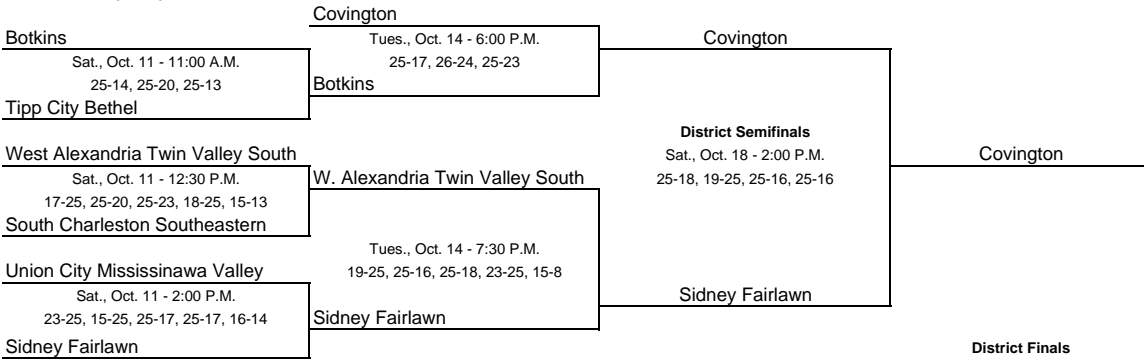 Covington
Botkins
Tues., Oct. 14 - 6:00 P.M.
Covington
Sat., Oct. 11 - 11:00 A.M.
25-17, 26-24, 25-23
25-14, 25-20, 25-13
Botkins
Tipp City Bethel
District Semifinals
West Alexandria Twin Valley South
Sat., Oct. 18 - 2:00 P.M.
Covington
Sat., Oct. 11 - 12:30 P.M.
W. Alexandria Twin Valley South
25-18, 19-25, 25-16, 25-16
17-25, 25-20, 25-23, 18-25, 15-13
South Charleston Southeastern
Tues., Oct. 14 - 7:30 P.M.
Union City Mississinawa Valley
19-25, 25-16, 25-18, 23-25, 15-8
Sat., Oct. 11 - 2:00 P.M.
Sidney Fairlawn
23-25, 15-25, 25-17, 25-17, 16-14
Sidney Fairlawn
Sidney Fairlawn
District Finals